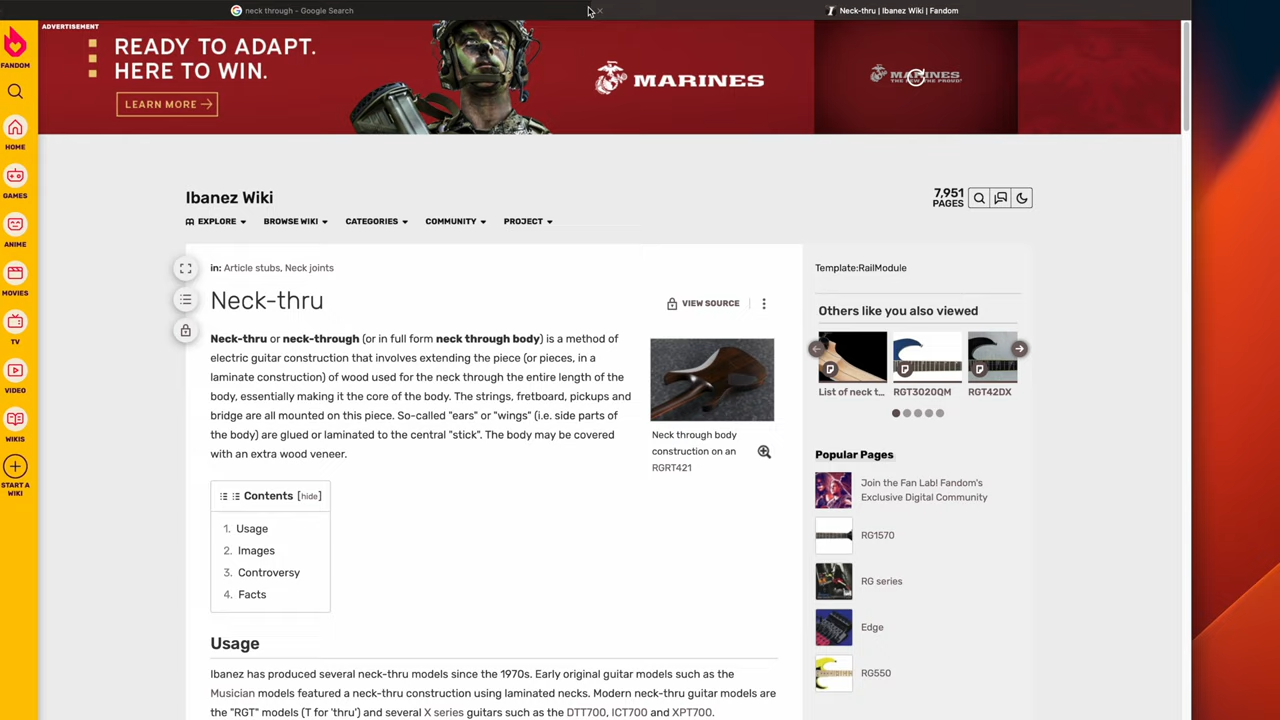 neck through - Google Search
Neck-thru | Ibanez Wiki | Fandom
ADVERTISEMENT
READY TO ADAPT.
HERE TO WIN.
LEARN MORE
MARINES
MARINES
FANDOM
HOME
GAMES
ANIME
MOVIES
TV
VIDEO
WIKIS
START A
WIKI
Ibanez Wiki
7,951
PAGES
EXPLORE
BROWSE WIKI
CATEGORIES
COMMUNITY
PROJECT
in: Article stubs, Neck joints
Neck-thru
VIEW SOURCE
Neck-thru or neck-through (or in full form neck through body) is a method of
electric guitar construction that involves extending the piece (or pieces, in a
laminate construction) of wood used for the neck through the entire length of the
body, essentially making it the core of the body. The strings, fretboard, pickups and
bridge are all mounted on this piece. So-called "ears" or "wings" (i.e. side parts of
the body) are glued or laminated to the central "stick". The body may be covered
with an extra wood veneer.
Neck through body
construction on an
RGRT421
Contents [hide]
1. Usage
2. Images
3. Controversy
4. Facts
Usage
Ibanez has produced several neck-thru models since the 1970s. Early original guitar models such as the
Musician models featured a neck-thru construction using laminated necks. Modern neck-thru guitar models are
the "RGT" models (T for 'thru') and several X series guitars such as the DTT700, ICT700 and XPT700.
Template:RailModule
Others like you also viewed
List of neck t...
RGT3020QM
RGT42DX
Popular Pages
Join the Fan Lab! Fandom's
Exclusive Digital Community
RG1570
RG series
Edge
RG550